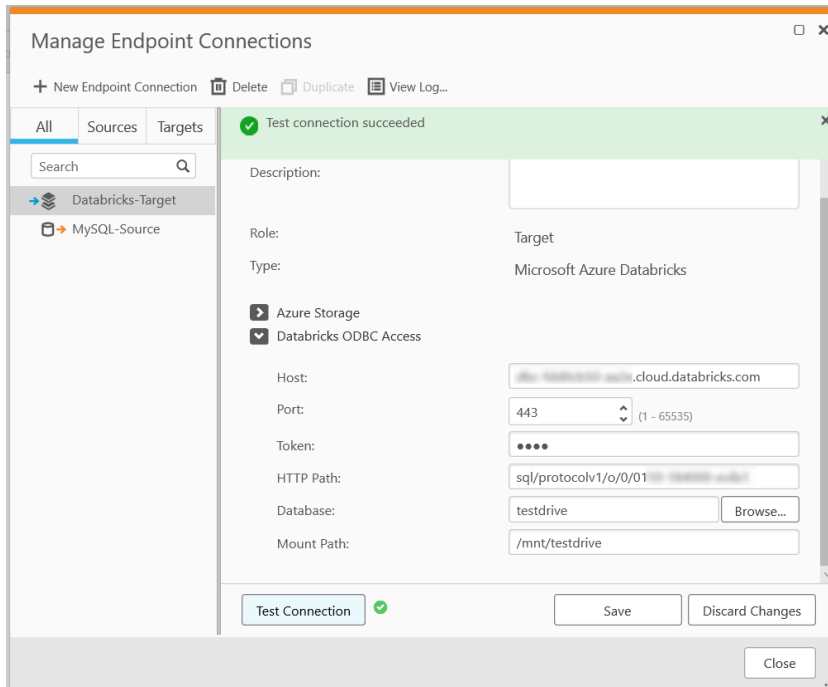 Manage Endpoint Connections
New Endpoint Connection Delete Duplicate View Log...
All Sources Targets
Test connection succeeded
Search
Databricks-Target
MySQL-Source
Description:
Role: Target
Type: Microsoft Azure Databricks
Azure Storage
Databricks ODBC Access
Host: .cloud.databricks.com
Port: 443 (1 - 65535)
Token: ●●●●
HTTP Path: sql/protocolv1/o/0/01
Database: testdrive Browse...
Mount Path: /mnt/testdrive
Test Connection Save Discard Changes
Close